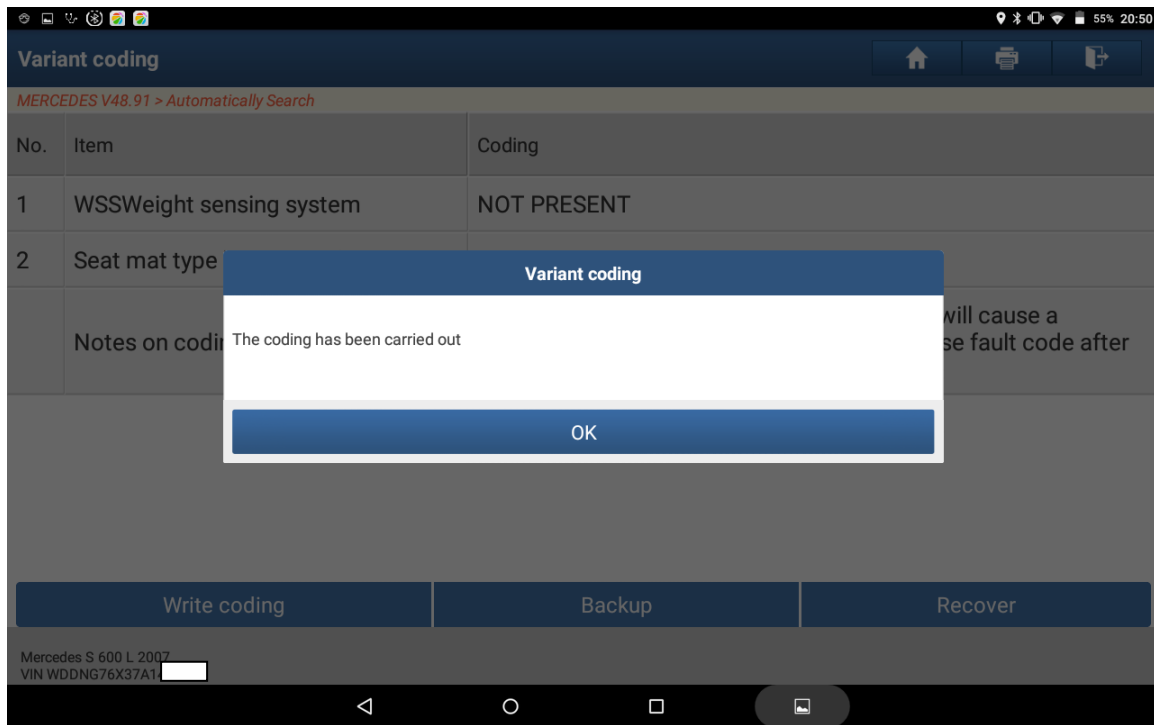 55% 20:50
Variant coding
MERCEDES V48.91 > Automatically Search
No. Item Coding
1 WSSWeight sensing system NOT PRESENT
2 Seat mat type
Variant coding
The coding has been carried out
OK
will cause a
Notes on fault code after
Write coding Backup Recover
Mercedes S 600 L 2007
VIN WDDNG76X37A1